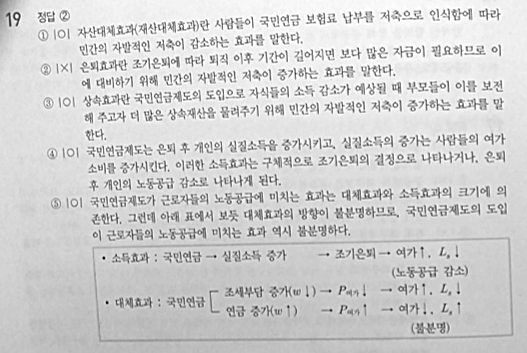 19 정답 ②
① |O| 자산대체효과(재산대체효과)란 사람들이 국민연금 보험료 납부를 저축으로 인식함에 따라
민간의 자발적인 저축이 감소하는 효과를 말한다.
② |×| 은퇴효과란 조기은퇴에 따라 퇴직 이후 기간이 길어지면 보다 많은 자금이 필요하므로 이
에 대비하기 위해 민간의 자발적인 저축이 증가하는 효과를 말한다.
③ |O| 상속효과란 국민연금제도의 도입으로 자식들의 소득 감소가 예상될 때 부모들이 이를 보전
해 주고자 더 많은 상속재산을 물려주기 위해 민간의 자발적인 저축이 증가하는 효과를 말
한다.
④ |O| 국민연금제도는 은퇴 후 개인의 실질소득을 증가시키고, 실질소득의 증가는 사람들의 여가
소비를 증가시킨다. 이러한 소득효과는 구체적으로 조기은퇴의 결정으로 나타나거나, 은퇴
후 개인의 노동공급 감소로 나타나게 된다.
⑤ |O| 국민연금제도가 근로자들의 노동공급에 미치는 효과는 대체효과와 소득효과의 크기에 의
존한다. 그런데 아래 표에서 보듯 대체효과의 방향이 불분명하므로, 국민연금제도의 도입
이 근로자들의 노동공급에 미치는 효과 역시 불분명하다.
• 소득효과 : 국민연금 → 실질소득 증가 → 조기은퇴 → 여가↑, Ls↓
(노동공급 감소)
• 대체효과 : 국민연금 조세부담 증가(w↓) → P여가↓ → 여가↑, Ls↓
연금 증가(w↑) → P여가↑ → 여가↓, Ls↑
(불분명)